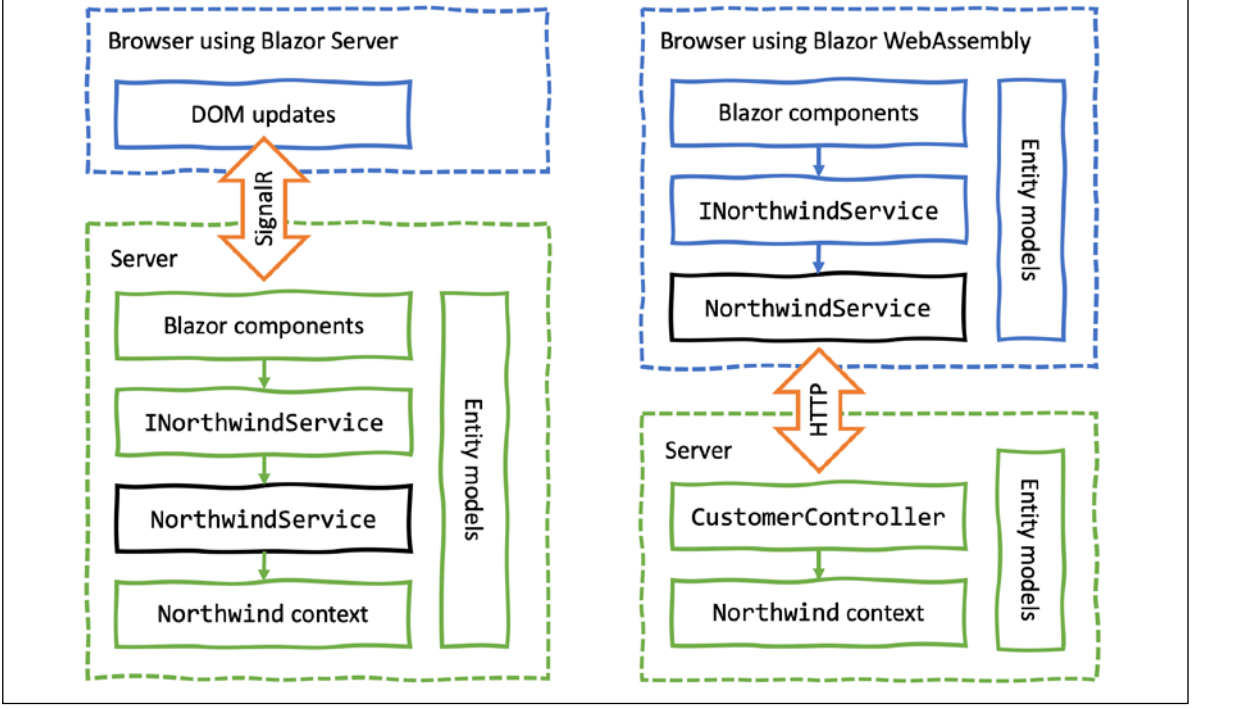 Browser using Blazor Server
DOM updates
SignalR
Server
Blazor components
INorthwindService
NorthwindService
Northwind context
Entity models
Browser using Blazor WebAssembly
Blazor components
INorthwindService
NorthwindService
Entity models
HTTP
Server
CustomerController
Northwind context
Entity models